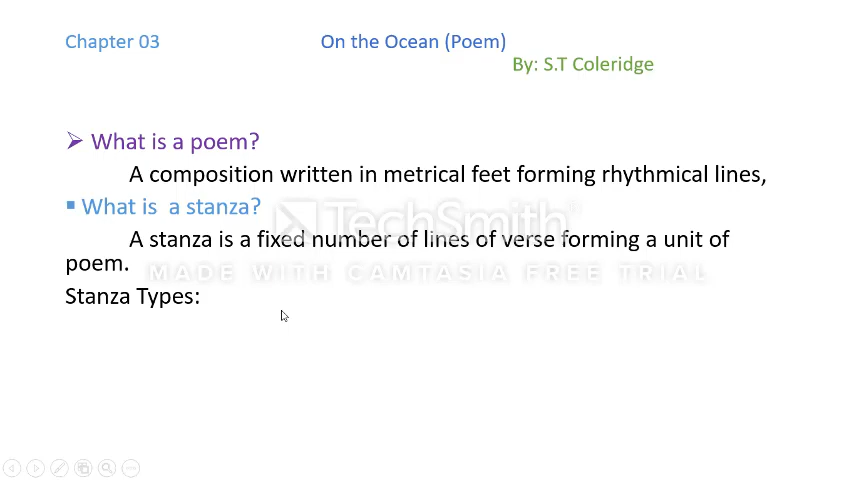 Chapter 03 On the Ocean (Poem)
By: S.T Coleridge
What is a poem?
A composition written in metrical feet forming rhythmical lines,
What is a stanza?
TechSmith
A stanza is a fixed number of lines of verse forming a unit of
poem.
MADE WITH CAMTASIA FREE TRIAL
Stanza Types: